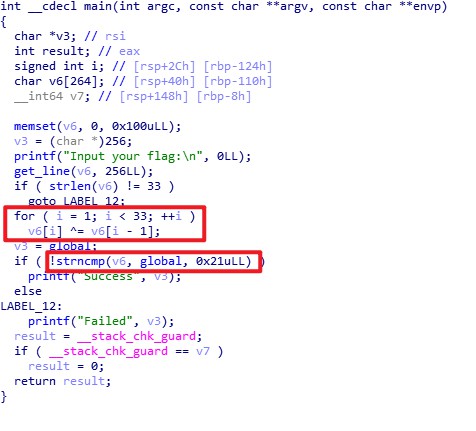 int __cdecl main(int argc, const char **argv, const char **envp)
{
char *v3; // rsi
int result; // eax
signed int i; // [rsp+2Ch] [rbp-124h]
char v6[264]; // [rsp+40h] [rbp-110h]
__int64 v7; // [rsp+148h] [rbp-8h]
memset(v6, 0, 0x100uLL);
v3 = (char *)256;
printf("Input your flag:\n", 0LL);
get_line(v6, 256LL);
if ( strlen(v6) != 33 )
goto LABEL_12;
for ( i = 1; i < 33; ++i )
v6[i] ^= v6[i - 1];
v3 = global;
if ( !strncmp(v6, global, 0x21uLL) )
printf("Success", v3);
else
LABEL_12:
printf("Failed", v3);
result = __stack_chk_guard;
if ( __stack_chk_guard == v7 )
result = 0;
return result;
}